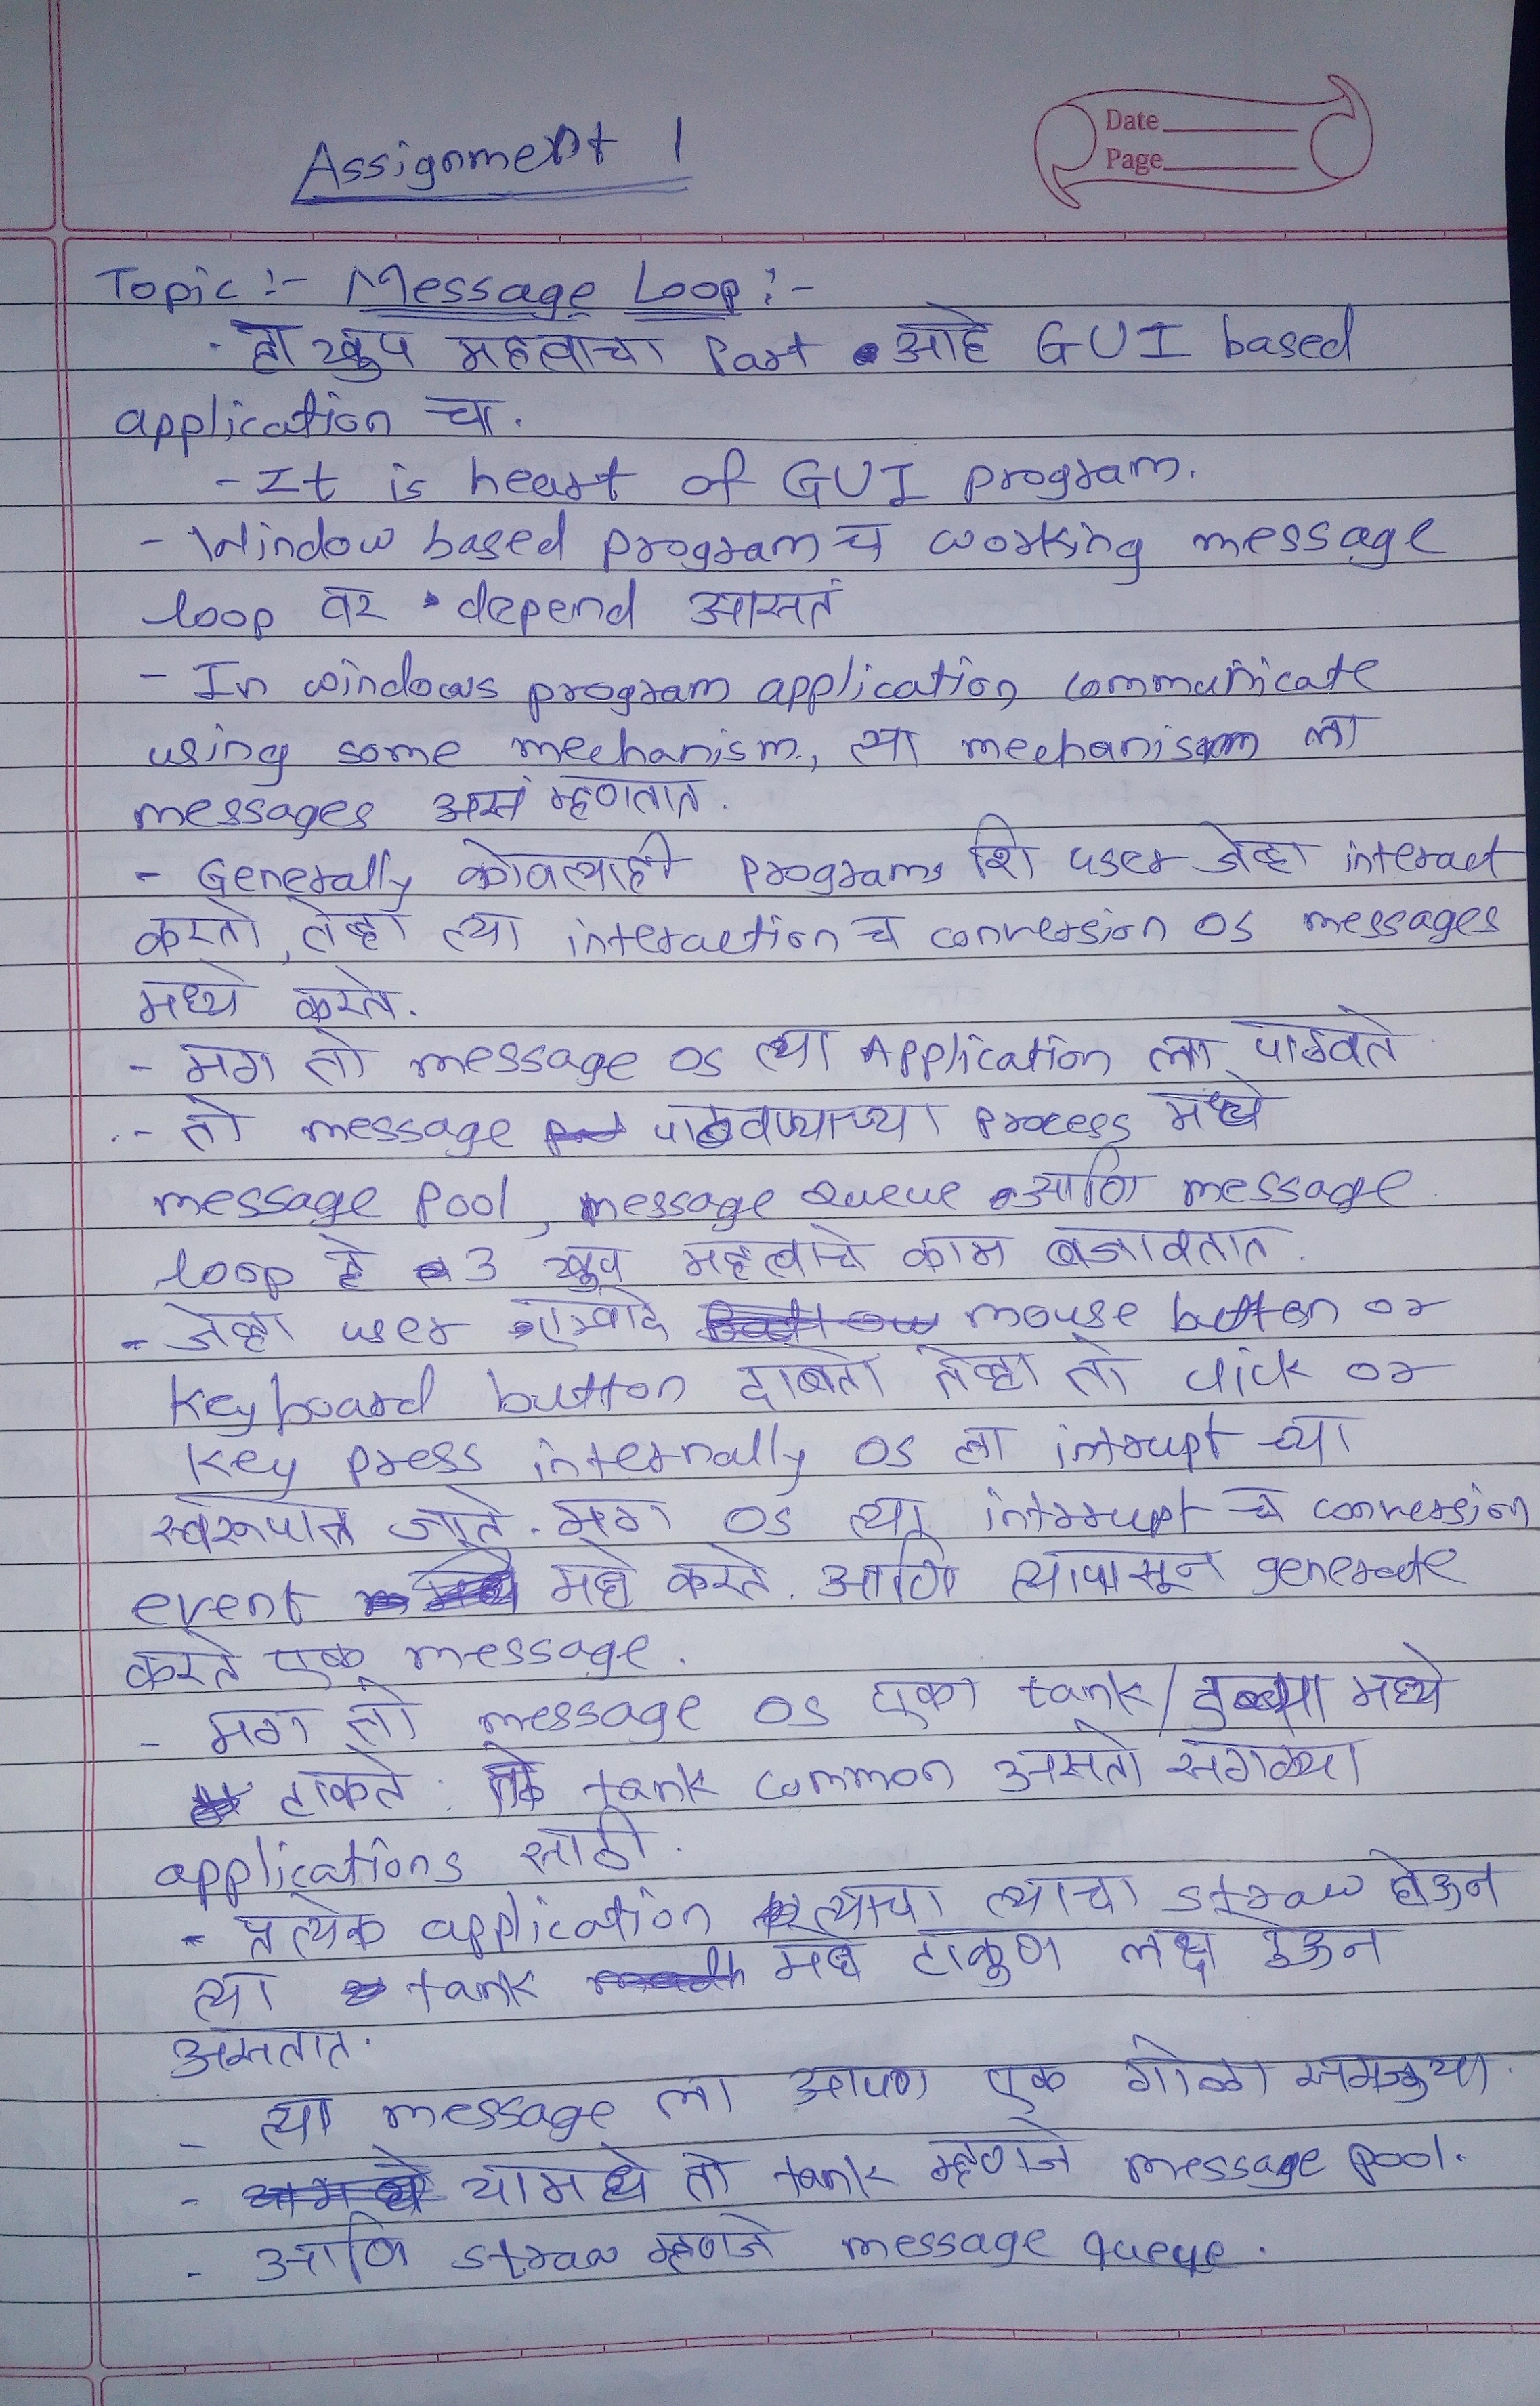 Assignment 1
Date
Page
Topic :- Message Loop :-
- हा खुप महत्वाचा Part आहे GUI based
application चा.
- It is heart of GUI program.
- Window based program च working message
loop वर depend आसतं
- In windows program application communicate
using some mechanism, त्या mechanism ला
messages असं म्हणतात.
- Generally कोणत्याही program शि user जेव्हा interact
करतो, तेव्हा त्या interaction च conversion OS messages
मध्ये करते.
- मग तो message OS त्या Application ला पाठवते
- तो message पाठवण्याच्या process मध्ये
message Pool, message Queue आणि message
loop हे 3 खुप महत्वाचे काम बजावतात.
- जेव्हा user एखादे mouse button or
keyboard button दाबतो तेव्हा तो click or
key press internally OS ला intrupt च्या
स्वरूपात जाते. मग OS त्या intrrupt च conversion
event मधे करते. आणि त्यापासून generate
करते एक message.
- मग तो message OS एका tank/डब्ब्या मध्ये
टाकते. तो tank common असतो सगळ्या
applications साठी.
- प्रत्येक application त्याचा त्याचा straw घेऊन
त्या tank मधे टाकुण लक्ष ठेऊन
असतात.
- त्या message ला आपण एक गोळा समजुया.
- यामधे तो tank म्हणजे message pool.
- आणि straw म्हणजे message queue.